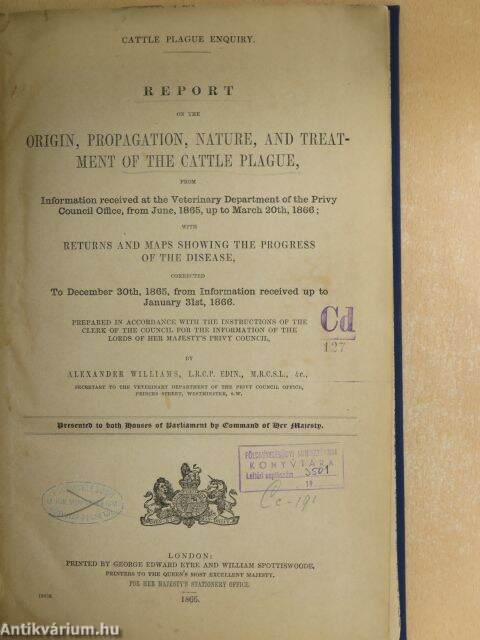 CATTLE PLAGUE ENQUIRY.
REPORT
ON THE
ORIGIN, PROPAGATION, NATURE, AND TREAT-
MENT OF THE CATTLE PLAGUE,
FROM
Information received at the Veterinary Department of the Privy
Council Office, from June, 1865, up to March 20th, 1866;
WITH
RETURNS AND MAPS SHOWING THE PROGRESS
OF THE DISEASE,
CORRECTED
To December 30th, 1865, from Information received up to
January 31st, 1866.
PREPARED IN ACCORDANCE WITH THE INSTRUCTIONS OF THE
CLERK OF THE COUNCIL FOR THE INFORMATION OF THE
LORDS OF HER MAJESTY'S PRIVY COUNCIL,
BY
ALEXANDER WILLIAMS, L.R.C.P. EDIN., M.R.C.S.L., &c.,
SECRETARY TO THE VETERINARY DEPARTMENT OF THE PRIVY COUNCIL OFFICE,
PRINCES STREET, WESTMINSTER, S.W.
Cd
127
Presented to both Houses of Parliament by Command of Her Majesty.
KÖNYVTÁRA
Leltári naplószám 3501
19
Cc-191
LONDON:
PRINTED BY GEORGE EDWARD EYRE AND WILLIAM SPOTTISWOODE,
PRINTERS TO THE QUEEN'S MOST EXCELLENT MAJESTY.
FOR HER MAJESTY'S STATIONERY OFFICE.
1866.
Antikvárium.hu